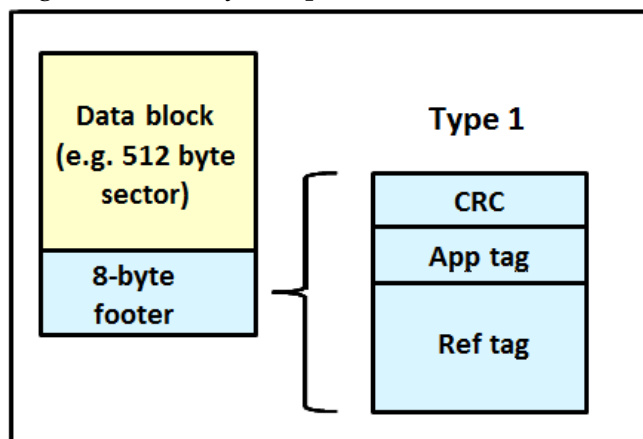 Data block
(e.g. 512 byte
sector)
8-byte
footer
Type 1
CRC
App tag
Ref tag